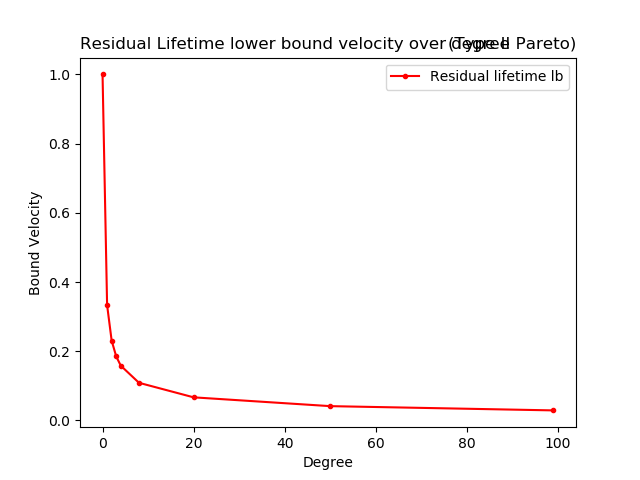 Residual Lifetime lower bound velocity over degree (Type II Pareto)
Residual lifetime lb
1.0
0.8
0.6
0.4
0.2
0.0
Bound Velocity
0 20 40 60 80 100
Degree